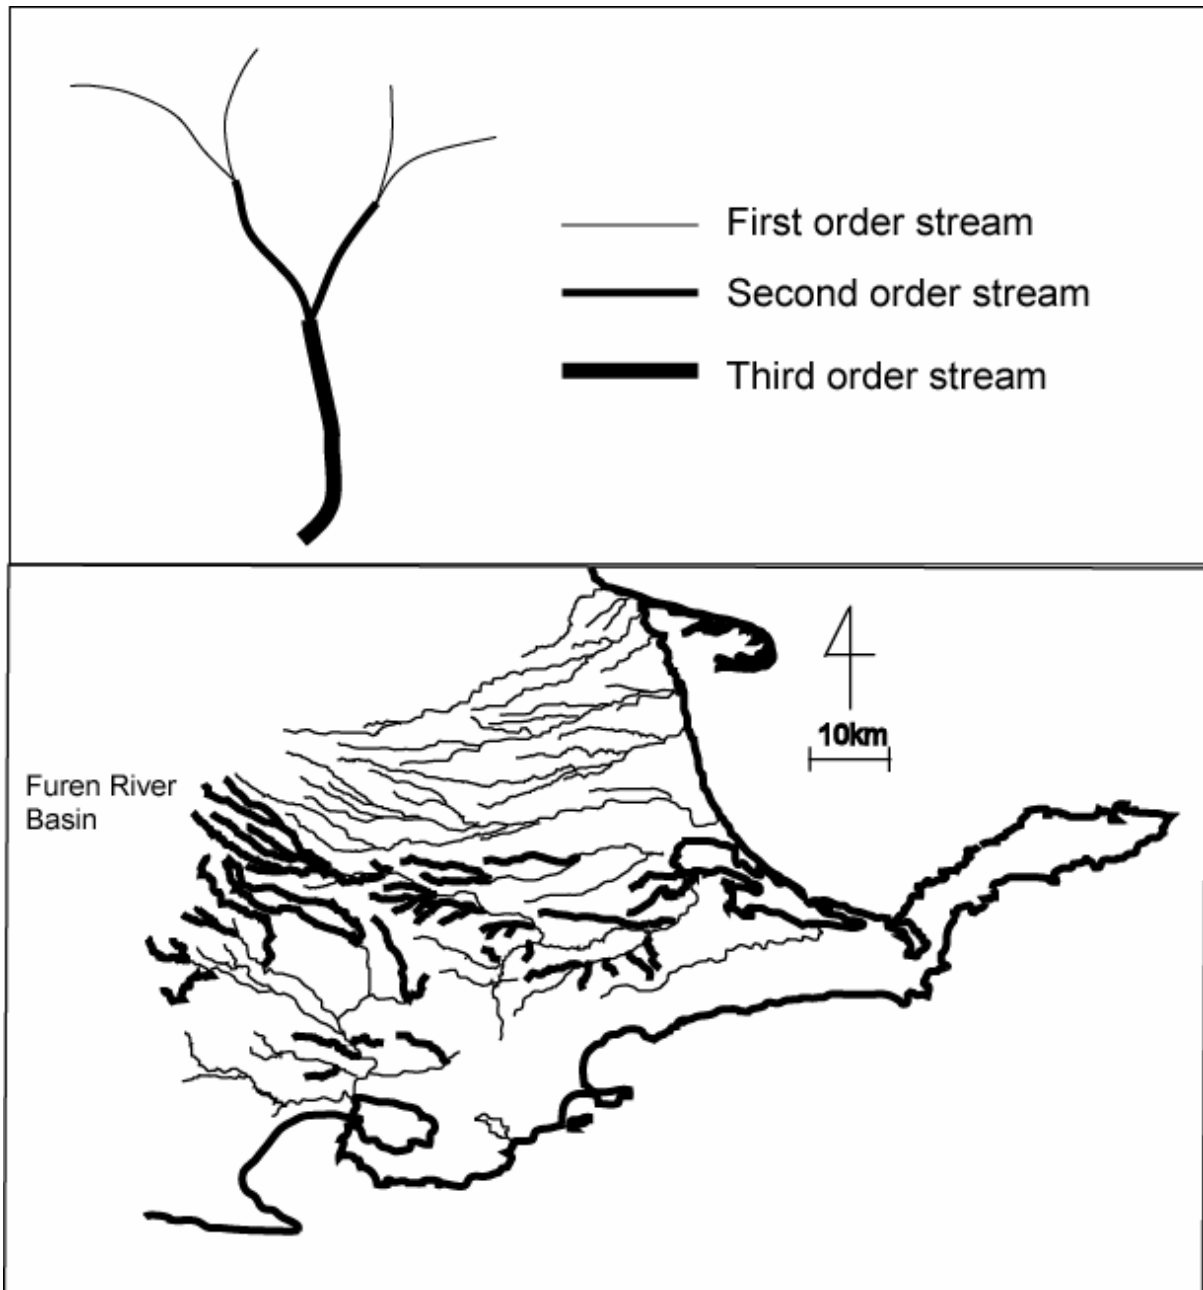 First order stream
Second order stream
Third order stream
10km
Furen River
Basin